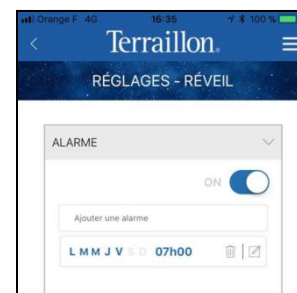 Orange F 4G 16:35 100 %
Terraillon.
RÉGLAGES - RÉVEIL
ALARME
ON
Ajouter une alarme
L M M J V S D 07h00